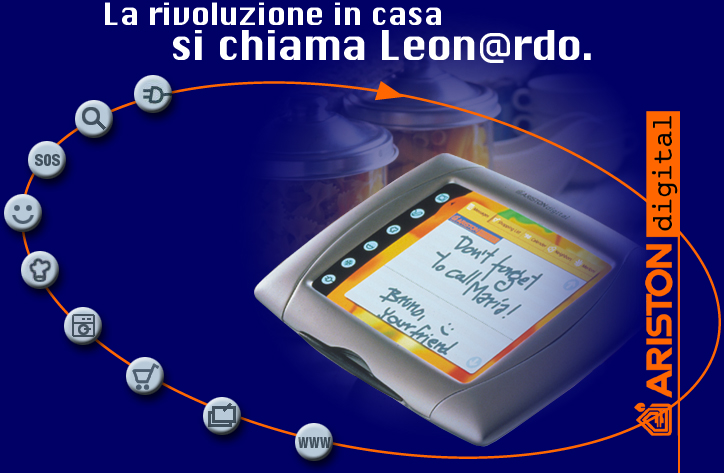 La rivoluzione in casa
si chiama Leon@rdo.
SOS
Don't forget
to call
Maria!
Bruno,
your friend
www
ARISTON digital